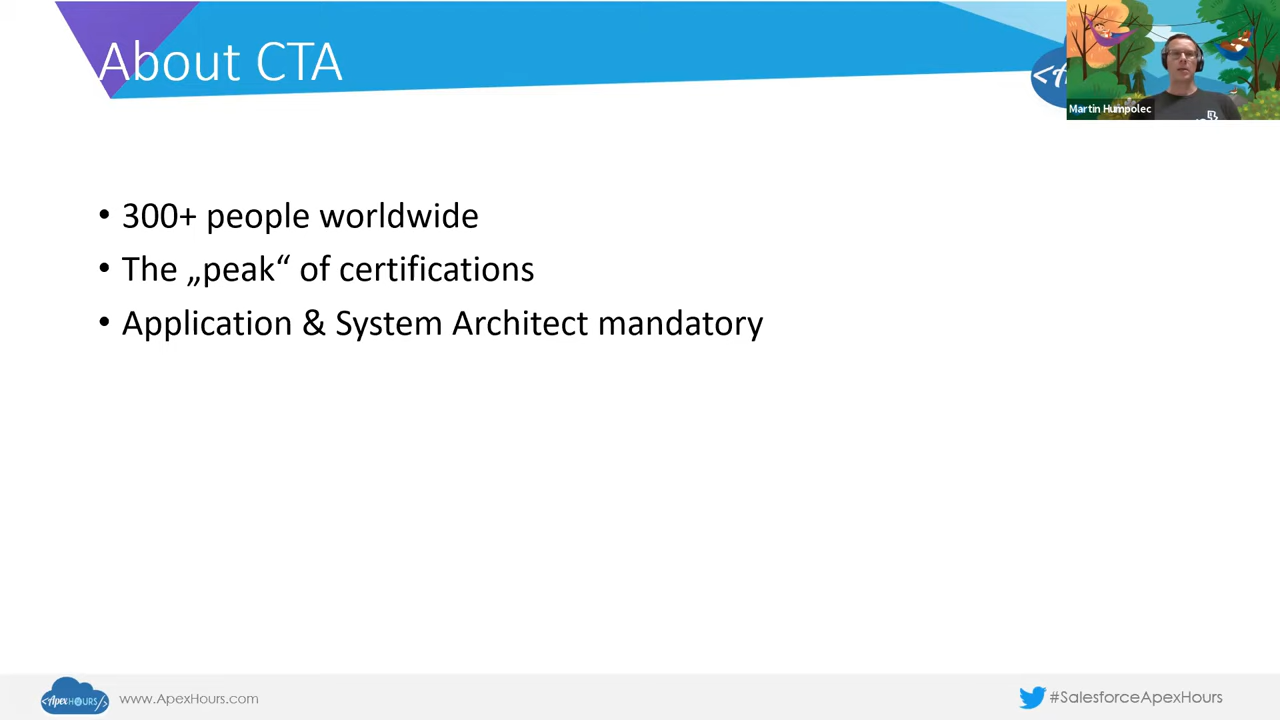 About CTA
Martin Humpolec
• 300+ people worldwide
• The „peak“ of certifications
• Application & System Architect mandatory
<ApexHOURS/>
www.ApexHours.com
#SalesforceApexHours